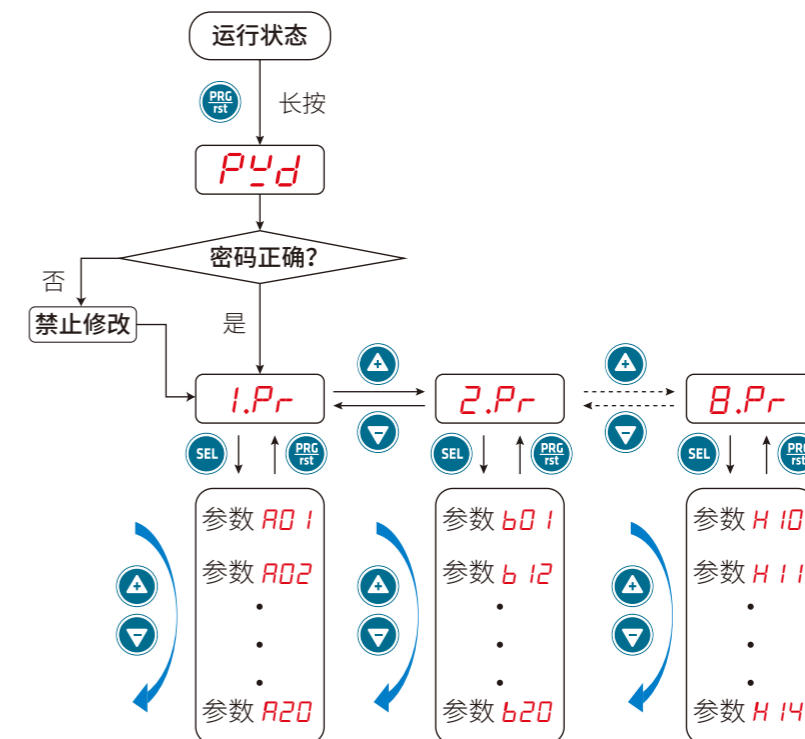 运行状态
PRG
rst
长按
PYd
密码正确?
否
禁止修改
是
1.Pr
2.Pr
8.Pr
SEL
PRG
rst
SEL
PRG
rst
SEL
PRG
rst
参数 A01
参数 A02
参数 A20
参数 b01
参数 b12
参数 b20
参数 H10
参数 H11
参数 H14